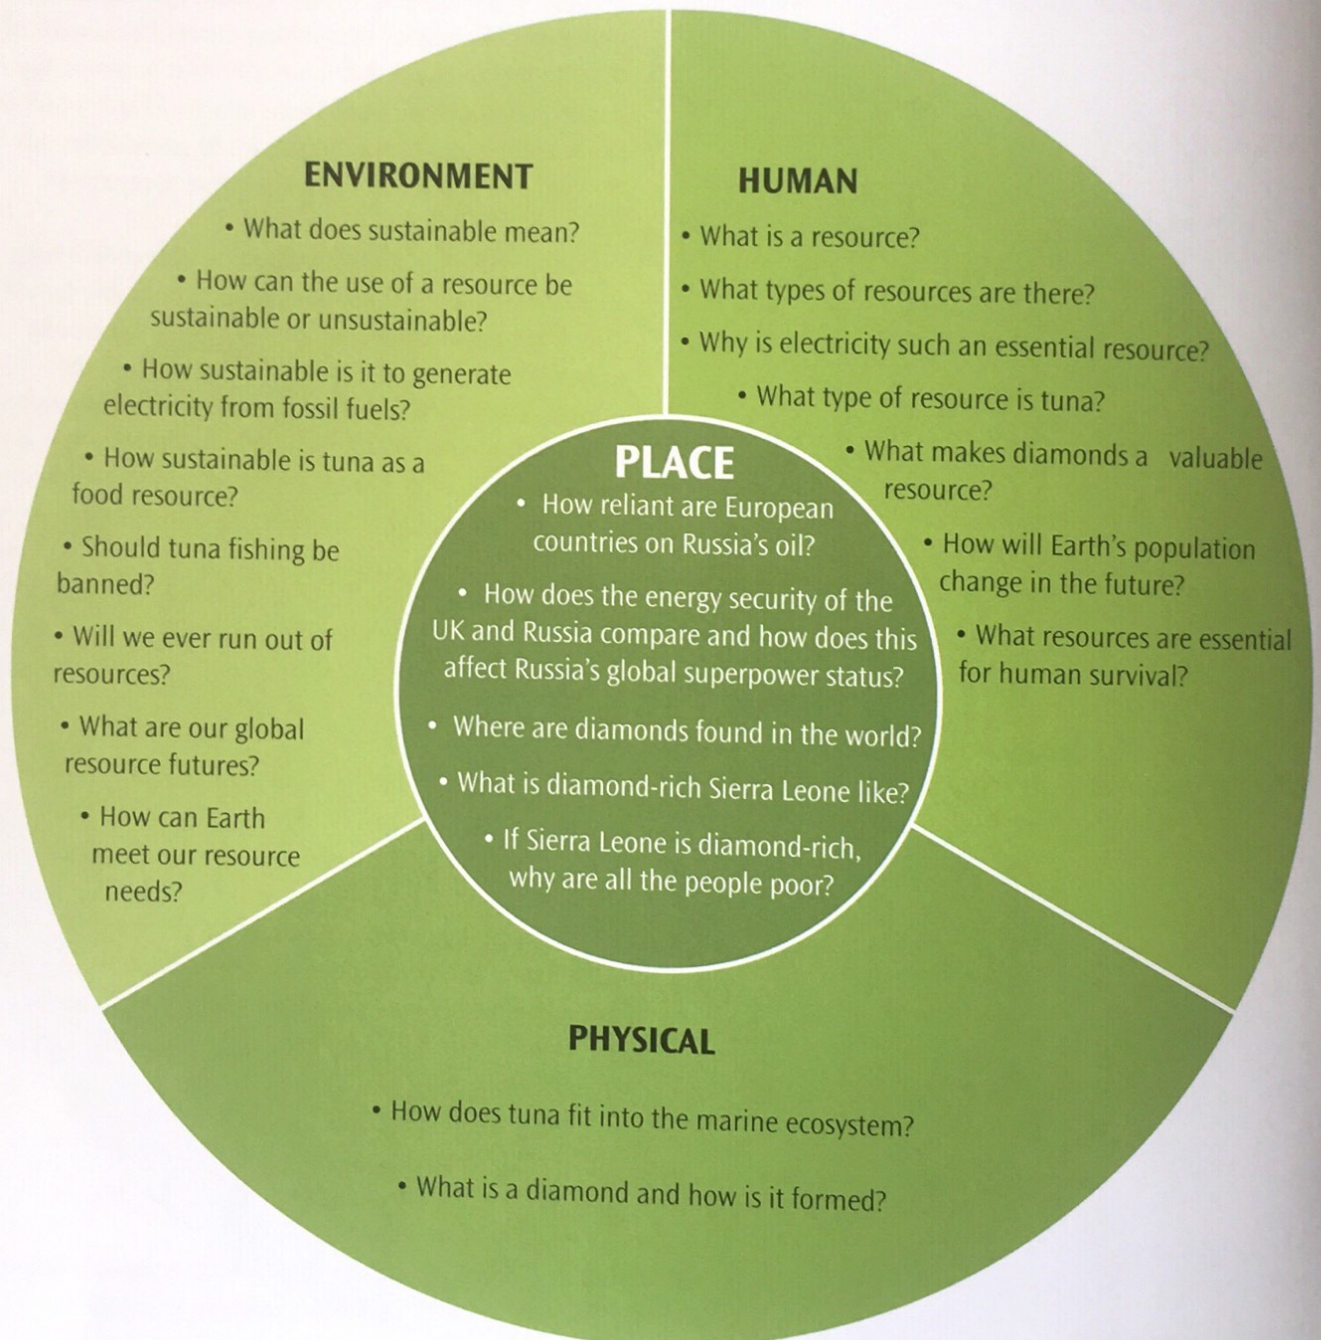 ENVIRONMENT
• What does sustainable mean?
• How can the use of a resource be
sustainable or unsustainable?
• How sustainable is it to generate
electricity from fossil fuels?
• How sustainable is tuna as a
food resource?
• Should tuna fishing be
banned?
• Will we ever run out of
resources?
• What are our global
resource futures?
• How can Earth
meet our resource
needs?
HUMAN
• What is a resource?
• What types of resources are there?
• Why is electricity such an essential resource?
• What type of resource is tuna?
• What makes diamonds a valuable
resource?
• How will Earth's population
change in the future?
• What resources are essential
for human survival?
PLACE
• How reliant are European
countries on Russia's oil?
• How does the energy security of the
UK and Russia compare and how does this
affect Russia's global superpower status?
• Where are diamonds found in the world?
• What is diamond-rich Sierra Leone like?
• If Sierra Leone is diamond-rich,
why are all the people poor?
PHYSICAL
• How does tuna fit into the marine ecosystem?
• What is a diamond and how is it formed?